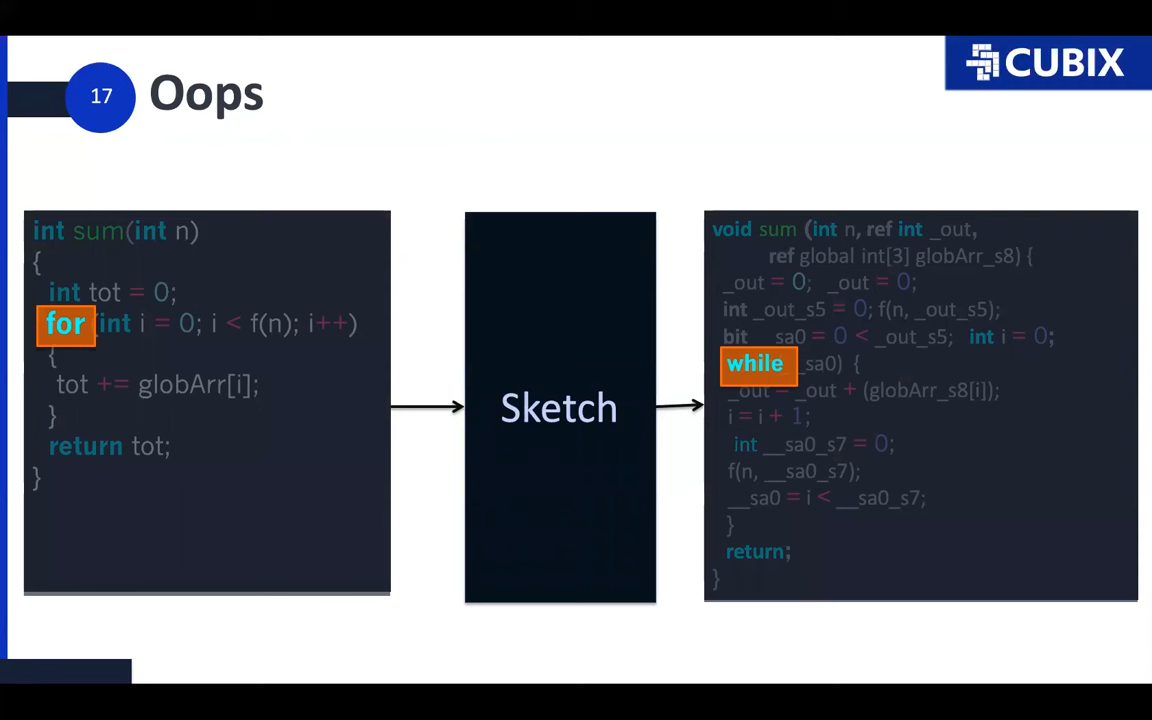 CUBIX
17
Oops
int sum(int n)
{
int tot = 0;
for (int i = 0; i < f(n); i++)
{
tot += globArr[i];
}
return tot;
}
Sketch
void sum (int n, ref int _out,
ref global int[3] globArr_s8) {
_out = 0; _out = 0;
int _out_s5 = 0; f(n, _out_s5);
bit __sa0 = 0 < _out_s5; int i = 0;
while _sa0) {
_out = _out + (globArr_s8[i]);
i = i + 1;
int __sa0_s7 = 0;
f(n, __sa0_s7);
__sa0 = i < __sa0_s7;
}
return;
}